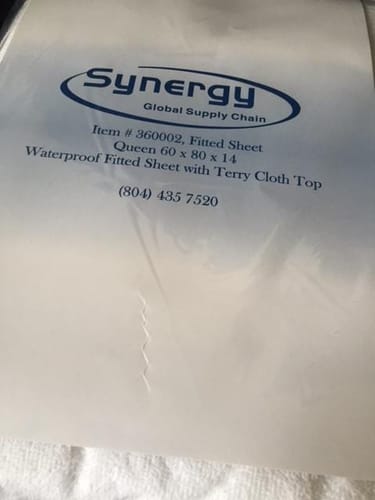 Synergy
Global Supply Chain
Item # 360002, Fitted Sheet
Queen 60 x 80 x 14
Waterproof Fitted Sheet with Terry Cloth Top
(804) 435 7520